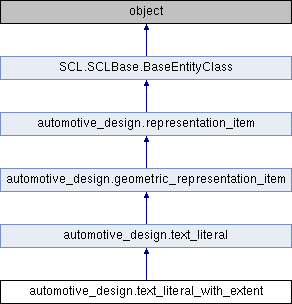 object
SCL.SCLBase.BaseEntityClass
automotive_design.representation_item
automotive_design.geometric_representation_item
automotive_design.text_literal
automotive_design.text_literal_with_extent